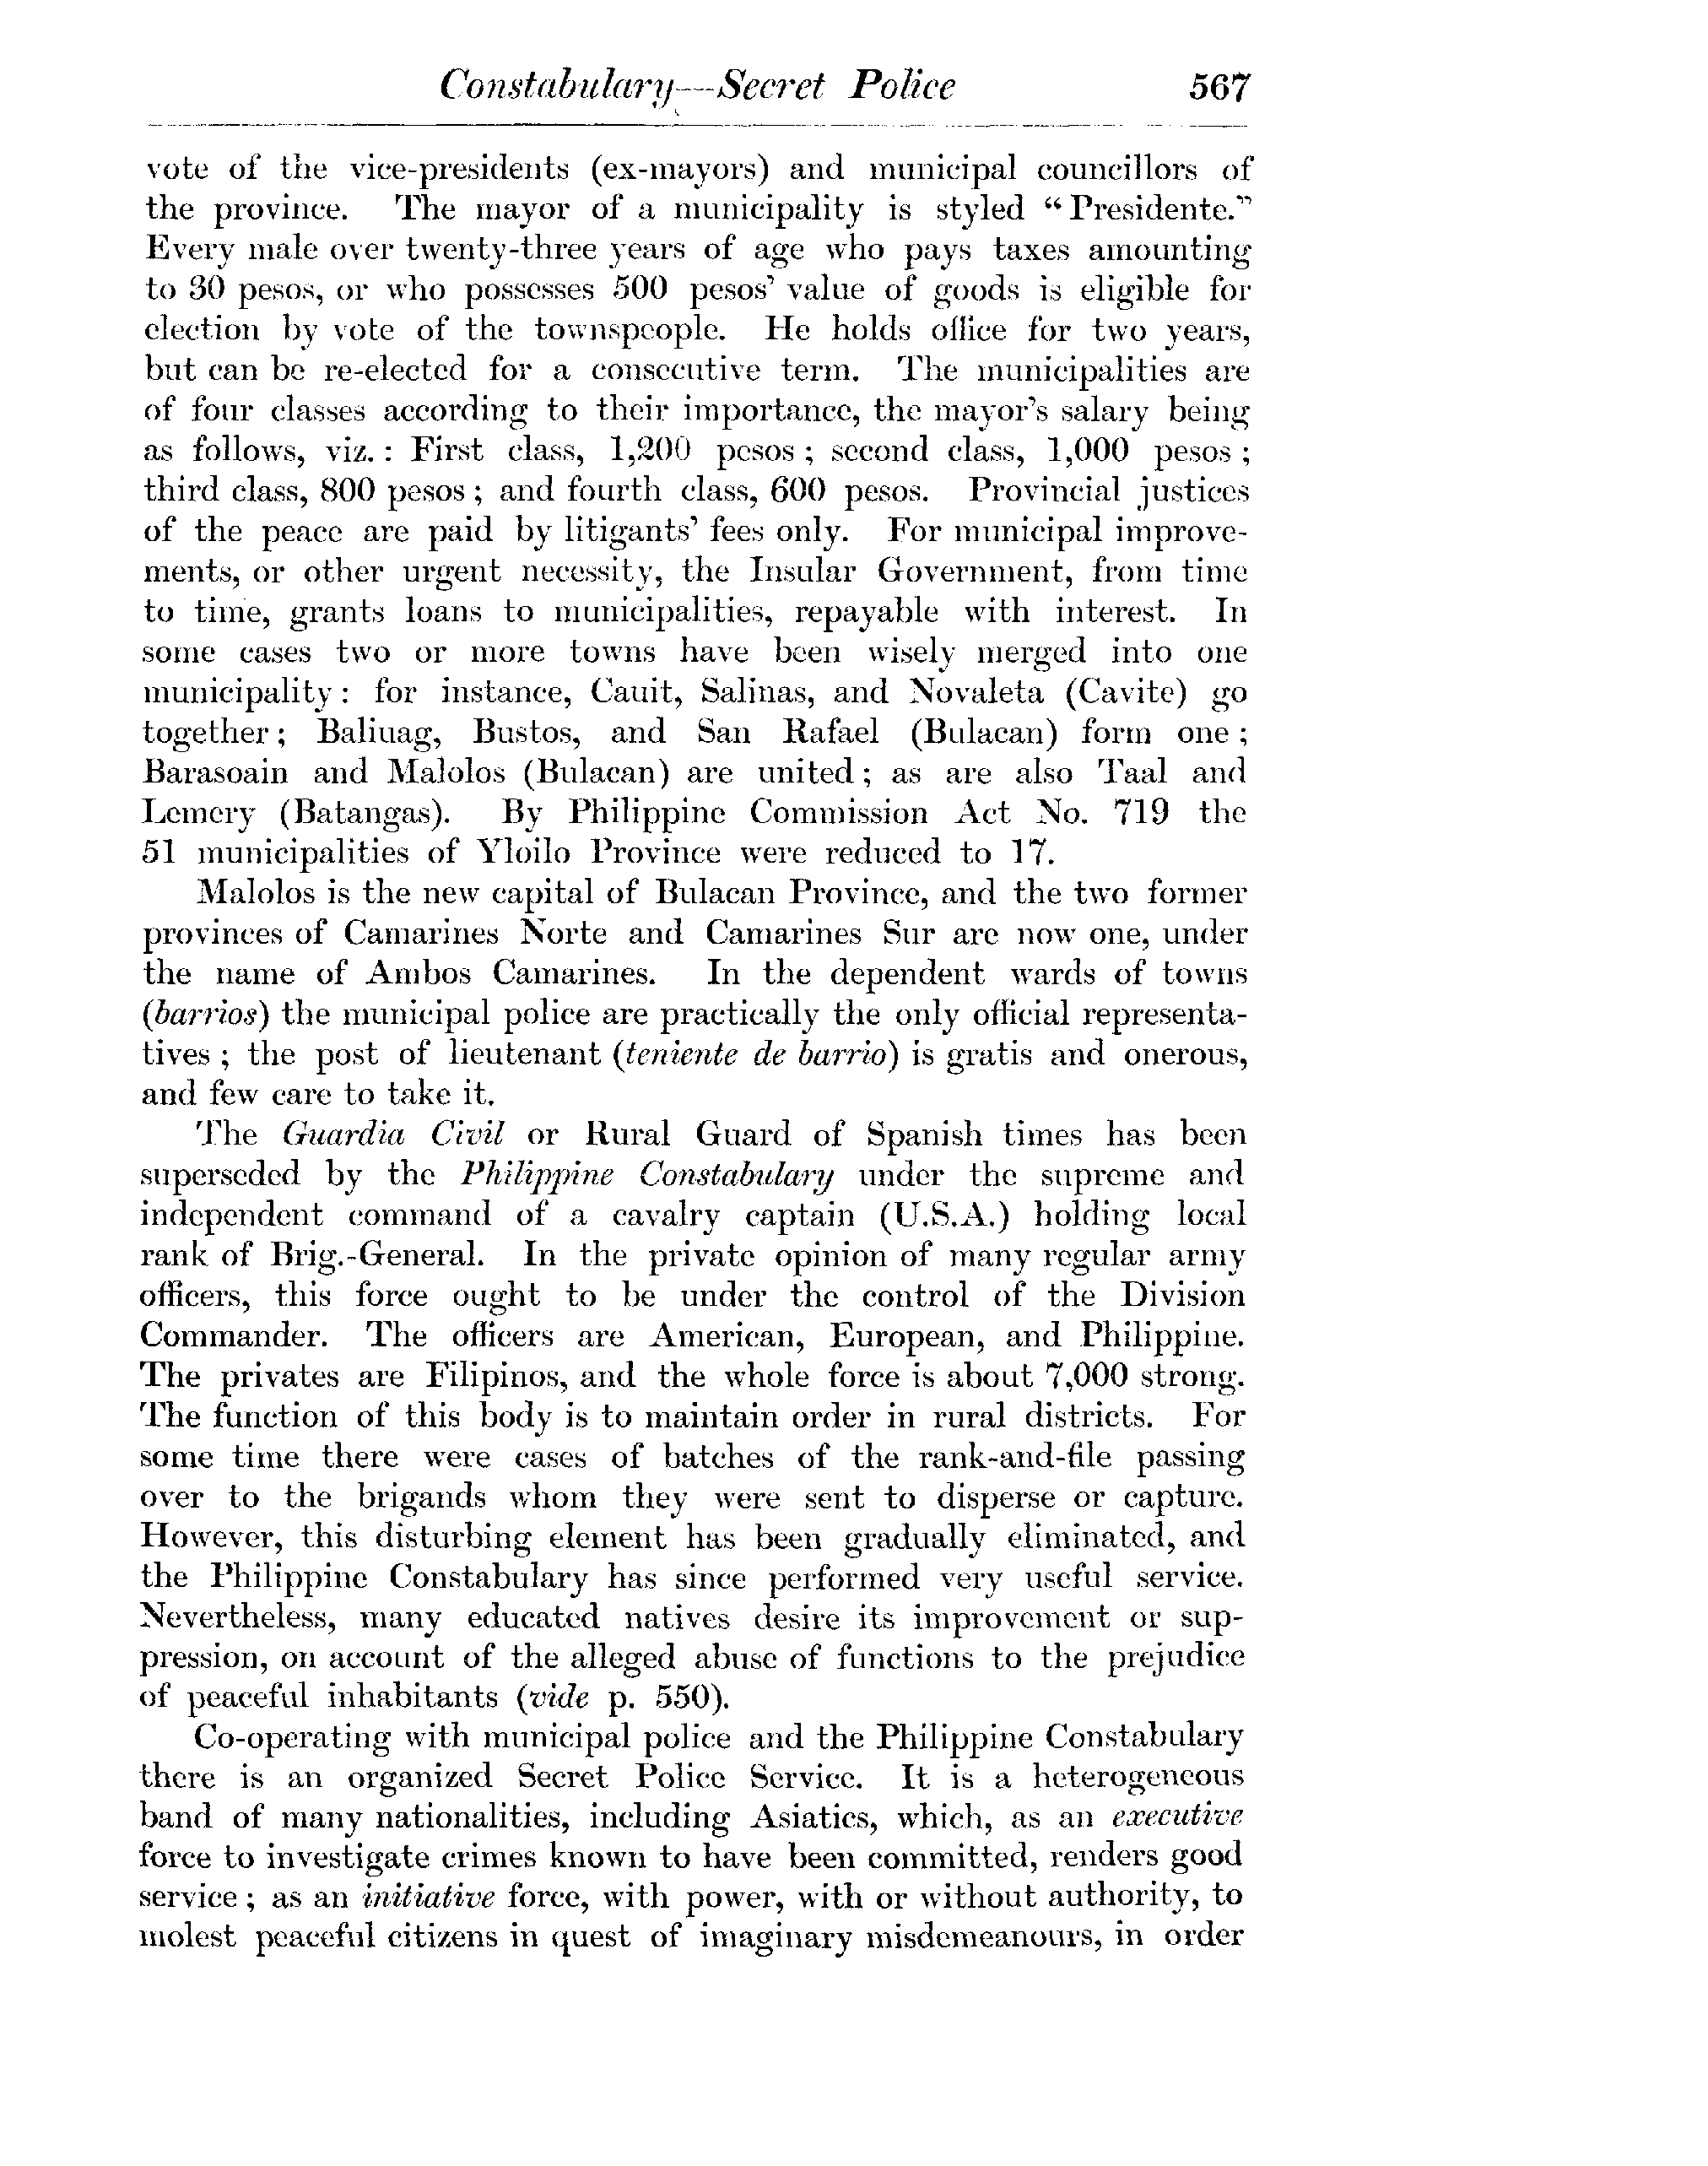 Constabulary—Secret Police 567
vote of the vice-presidents (ex-mayors) and municipal councillors of
the province. The mayor of a municipality is styled “Presidente.”
Every male over twenty-three years of age who pays taxes amounting
to 30 pesos, or who possesses 500 pesos’ value of goods is eligible for
election by vote of the townspeople. He holds office for two years,
but can be re-elected for a consecutive term. The municipalities are
of four classes according to their importance, the mayor’s salary being
as follows, viz. : First class, 1,200 pesos ; second class, 1,000 pesos ;
third class, 800 pesos ; and fourth class, 600 pesos. Provincial justices
of the peace are paid by litigants’ fees only. For municipal improve-
ments, or other urgent necessity, the Insular Government, from time
to time, grants loans to municipalities, repayable with interest. In
some cases two or more towns have been wisely merged into one
municipality : for instance, Cauit, Salinas, and Novaleta (Cavite) go
together ; Baliuag, Bustos, and San Rafael (Bulacan) form one ;
Barasoain and Malolos (Bulacan) are united ; as are also Taal and
Lemery (Batangas). By Philippine Commission Act No. 719 the
51 municipalities of Yloilo Province were reduced to 17.
Malolos is the new capital of Bulacan Province, and the two former
provinces of Camarines Norte and Camarines Sur are now one, under
the name of Ambos Camarines. In the dependent wards of towns
(barrios) the municipal police are practically the only official representa-
tives ; the post of lieutenant (teniente de barrio) is gratis and onerous,
and few care to take it.
The Guardia Civil or Rural Guard of Spanish times has been
superseded by the Philippine Constabulary under the supreme and
independent command of a cavalry captain (U.S.A.) holding local
rank of Brig.-General. In the private opinion of many regular army
officers, this force ought to be under the control of the Division
Commander. The officers are American, European, and Philippine.
The privates are Filipinos, and the whole force is about 7,000 strong.
The function of this body is to maintain order in rural districts. For
some time there were cases of batches of the rank-and-file passing
over to the brigands whom they were sent to disperse or capture.
However, this disturbing element has been gradually eliminated, and
the Philippine Constabulary has since performed very useful service.
Nevertheless, many educated natives desire its improvement or sup-
pression, on account of the alleged abuse of functions to the prejudice
of peaceful inhabitants (vide p. 550).
Co-operating with municipal police and the Philippine Constabulary
there is an organized Secret Police Service. It is a heterogeneous
band of many nationalities, including Asiatics, which, as an executive
force to investigate crimes known to have been committed, renders good
service ; as an initiative force, with power, with or without authority, to
molest peaceful citizens in quest of imaginary misdemeanours, in order